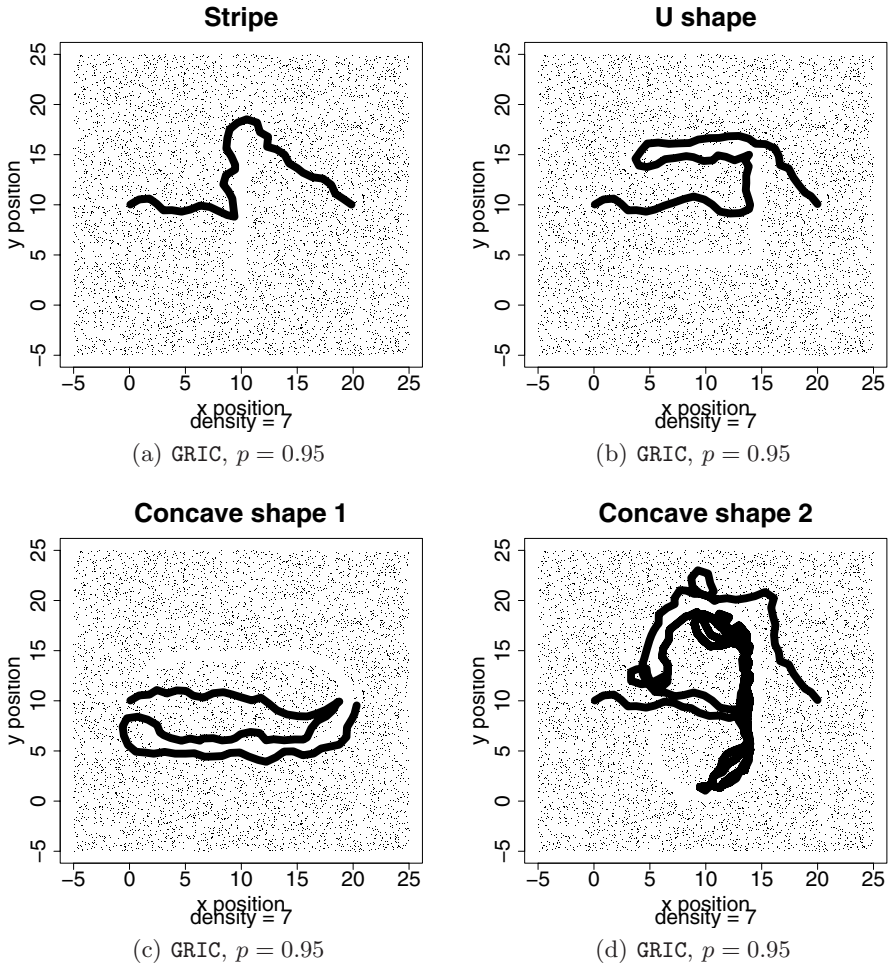 Stripe
y position
25
20
15
10
5
0
−5
−5 0 5 10 15 20 25
x position
density = 7
(a) GRIC, p = 0.95
U shape
y position
25
20
15
10
5
0
−5
−5 0 5 10 15 20 25
x position
density = 7
(b) GRIC, p = 0.95
Concave shape 1
y position
25
20
15
10
5
0
−5
−5 0 5 10 15 20 25
x position
density = 7
(c) GRIC, p = 0.95
Concave shape 2
y position
25
20
15
10
5
0
−5
−5 0 5 10 15 20 25
x position
density = 7
(d) GRIC, p = 0.95